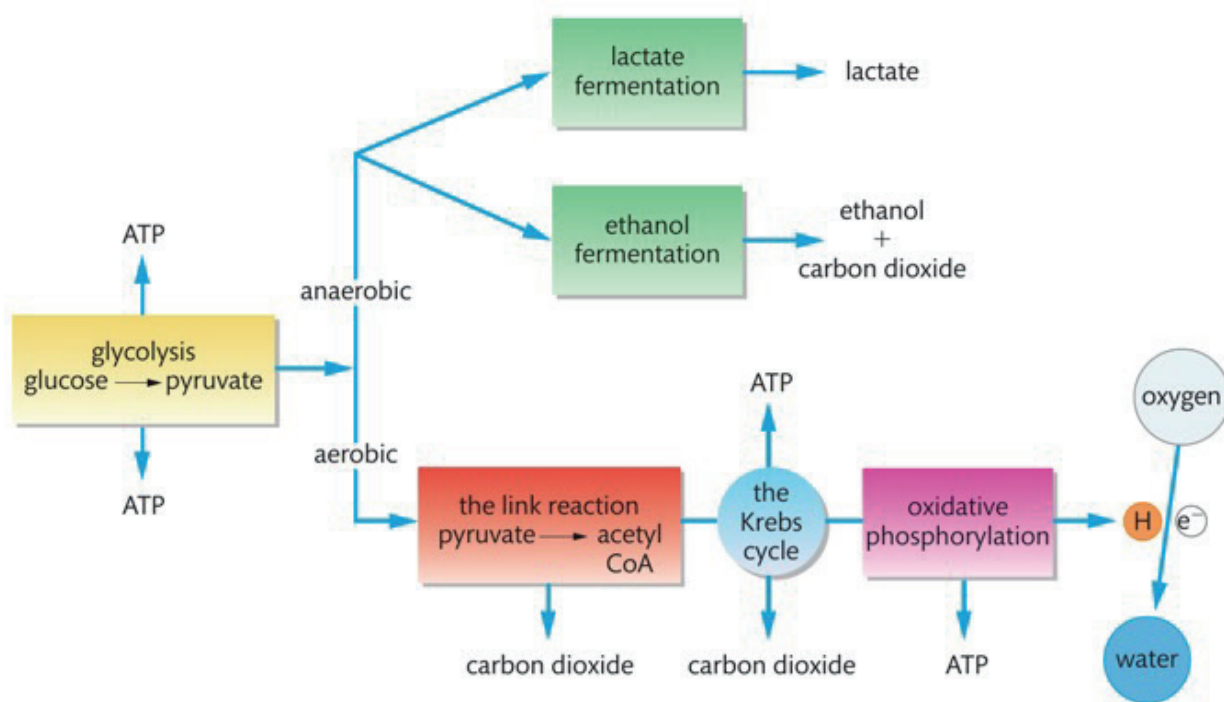 lactate
fermentation
lactate
ethanol
fermentation
ethanol
+
carbon dioxide
ATP
anaerobic
glycolysis
glucose → pyruvate
ATP
aerobic
the link reaction
pyruvate → acetyl
CoA
carbon dioxide
ATP
the
Krebs
cycle
carbon dioxide
oxidative
phosphorylation
ATP
oxygen
H
e⁻
water